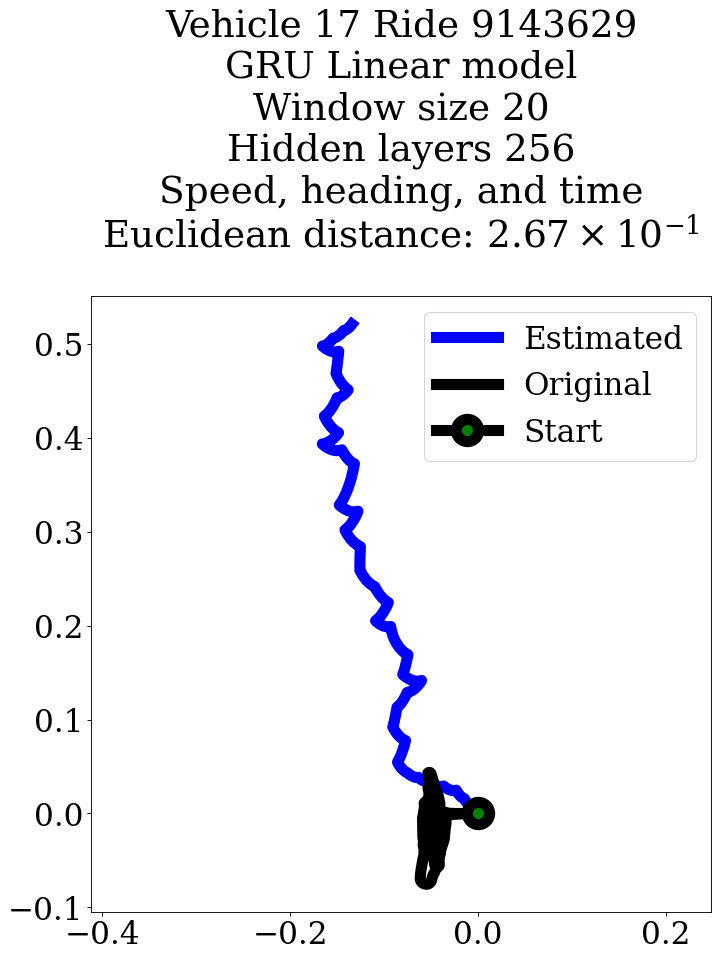 Vehicle 17 Ride 9143629
GRU Linear model
Window size 20
Hidden layers 256
Speed, heading, and time
Euclidean distance: 2.67 × 10⁻¹
Estimated
Original
Start
0.5
0.4
0.3
0.2
0.1
0.0
−0.1
−0.4
−0.2
0.0
0.2